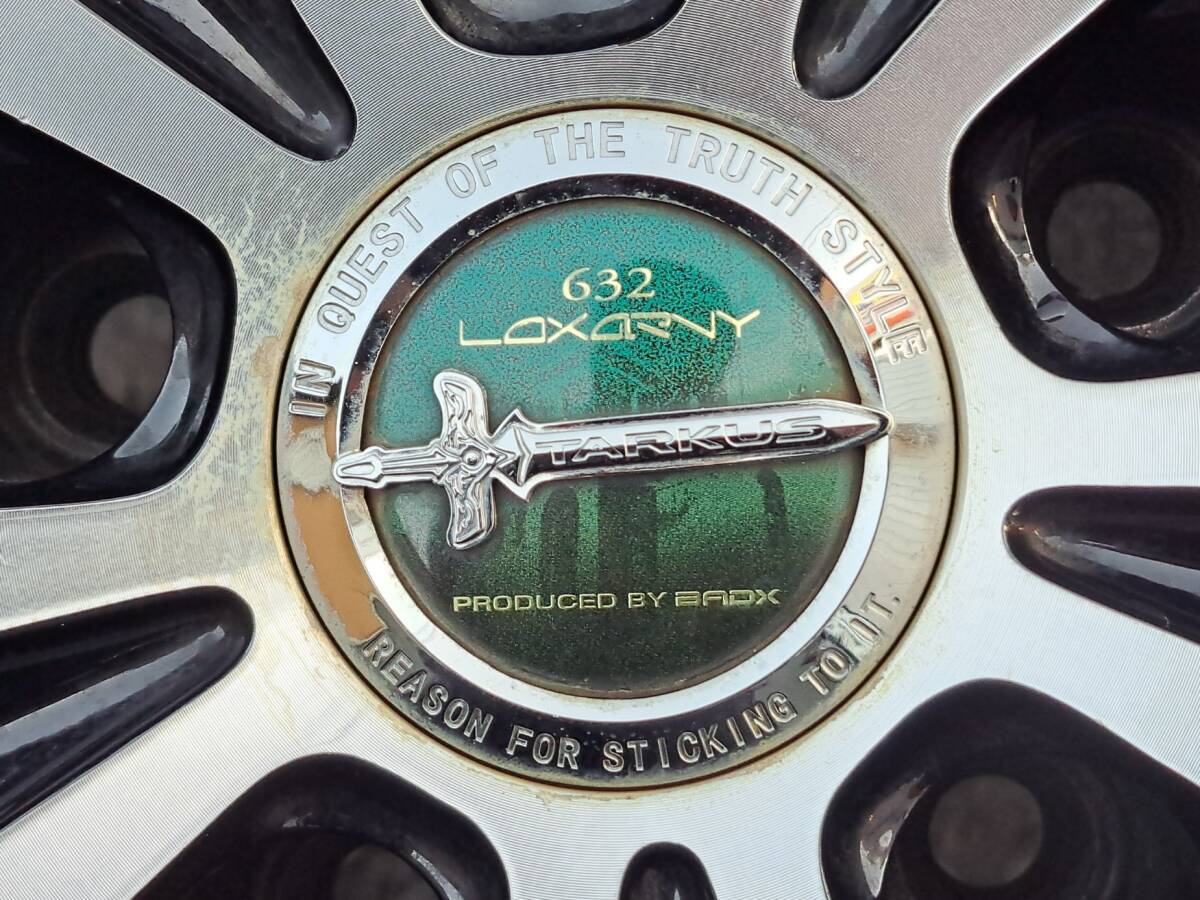 IN QUEST OF THE TRUTH STYLE
632
LOXARNY
TARKUS
PRODUCED BY BADX
REASON FOR STICKING TO IT.